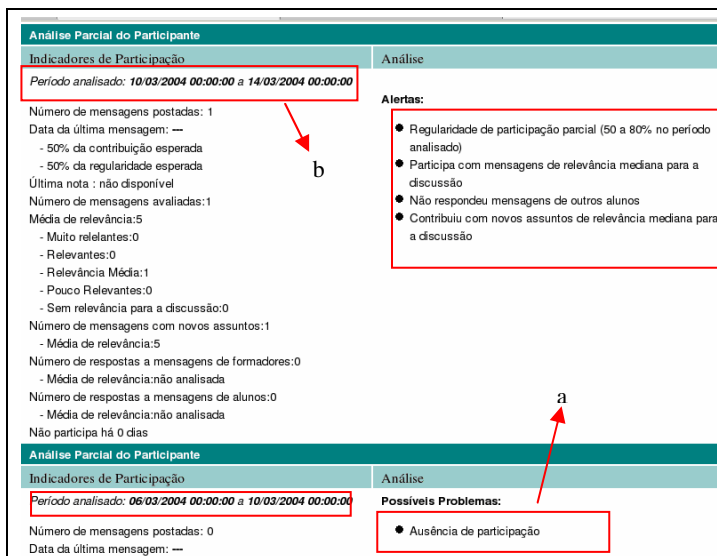 Análise Parcial do Participante
Indicadores de Participação
Análise
Período analisado: 10/03/2004 00:00:00 a 14/03/2004 00:00:00
Número de mensagens postadas: 1
Data da última mensagem: ---
- 50% da contribuição esperada
- 50% da regularidade esperada
Última nota : não disponível
Número de mensagens avaliadas:1
Média de relevância:5
- Muito relelantes:0
- Relevantes:0
- Relevância Média:1
- Pouco Relevantes:0
- Sem relevância para a discussão:0
Número de mensagens com novos assuntos:1
- Média de relevância:5
Número de respostas a mensagens de formadores:0
- Média de relevância:não analisada
Número de respostas a mensagens de alunos:0
- Média de relevância:não analisada
Não participa há 0 dias
b
Alertas:
Regularidade de participação parcial (50 a 80% no período
analisado)
Participa com mensagens de relevância mediana para a
discussão
Não respondeu mensagens de outros alunos
Contribuiu com novos assuntos de relevância mediana para
a discussão
a
Análise Parcial do Participante
Indicadores de Participação
Análise
Período analisado: 06/03/2004 00:00:00 a 10/03/2004 00:00:00
Número de mensagens postadas: 0
Data da última mensagem: ---
Possíveis Problemas:
Ausência de participação